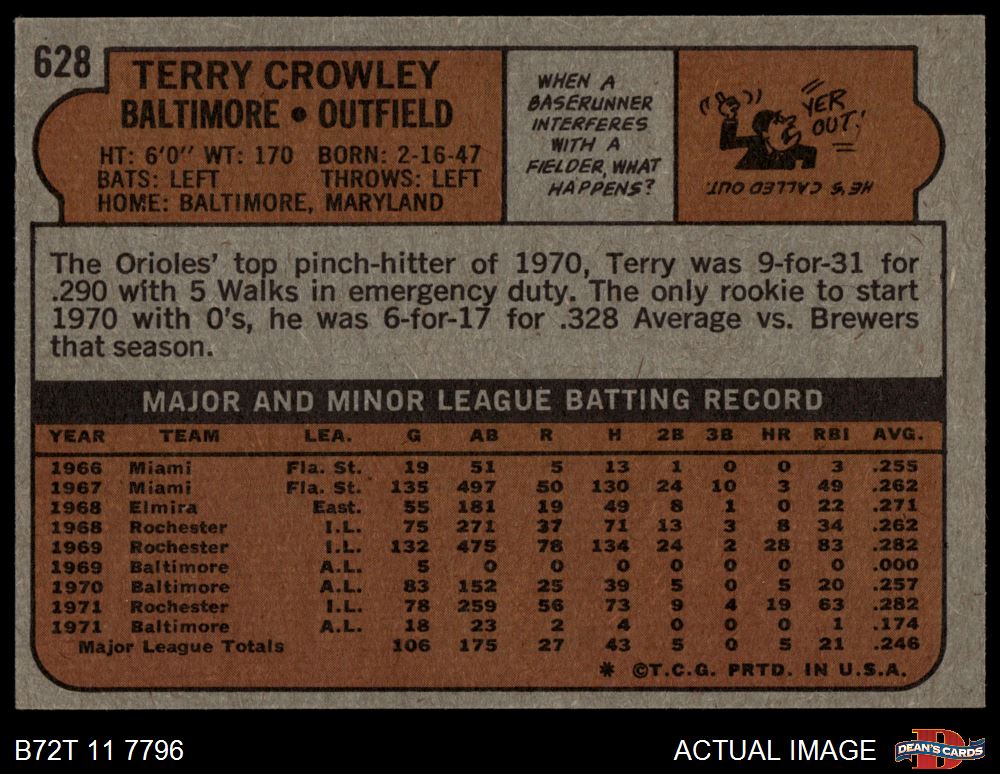 628
TERRY CROWLEY
BALTIMORE • OUTFIELD
HT: 6'0" WT: 170 BORN: 2-16-47
BATS: LEFT THROWS: LEFT
HOME: BALTIMORE, MARYLAND
WHEN A
BASERUNNER
INTERFERES
WITH A
FIELDER, WHAT
HAPPENS?
YER
OUT!
HE'S CALLED OUT
The Orioles' top pinch-hitter of 1970, Terry was 9-for-31 for
.290 with 5 Walks in emergency duty. The only rookie to start
1970 with O's, he was 6-for-17 for .328 Average vs. Brewers
that season.
MAJOR AND MINOR LEAGUE BATTING RECORD
YEAR TEAM LEA. G AB R H 2B 3B HR RBI AVG.
1966 Miami Fla. St. 19 51 5 13 1 0 0 3 .255
1967 Miami Fla. St. 135 497 50 130 24 10 3 49 .262
1968 Elmira East. 55 181 19 49 8 1 0 22 .271
1968 Rochester I.L. 75 271 37 71 13 3 8 34 .262
1969 Rochester I.L. 132 475 78 134 24 2 28 83 .282
1969 Baltimore A.L. 5 0 0 0 0 0 0 0 .000
1970 Baltimore A.L. 83 152 25 39 5 0 5 20 .257
1971 Rochester I.L. 78 259 56 73 9 4 19 63 .282
1971 Baltimore A.L. 18 23 2 4 0 0 0 1 .174
Major League Totals 106 175 27 43 5 0 5 21 .246
* ©T.C.G. PRTD. IN U.S.A.
B72T 11 7796
ACTUAL IMAGE
D
DEAN'S CARDS